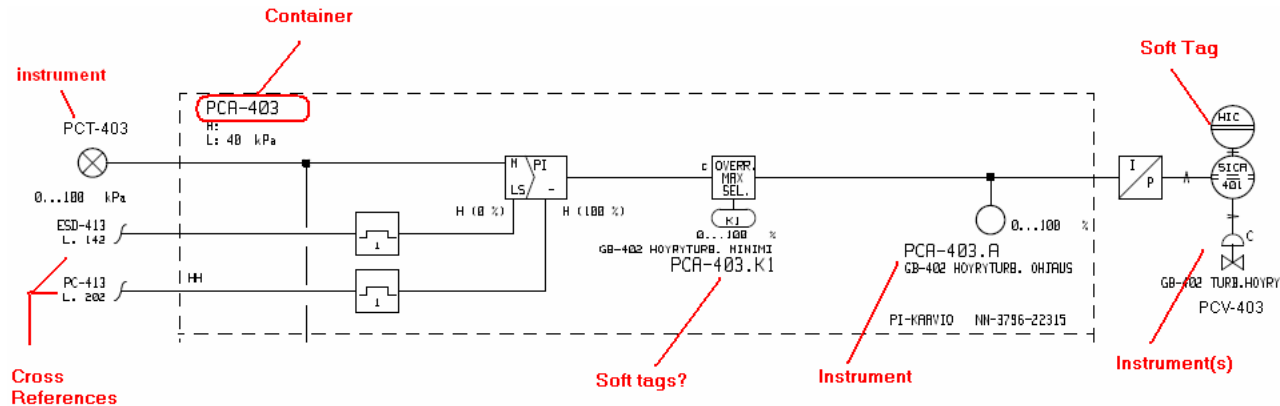 Container
Soft Tag
instrument
PCA-403
H:
L: 40 kPa
PCT-403
0...100 kPa
H
PI
LS
-
OVERR.
MAX
SEL.
C
K1
0...100 %
GB-402 HOYRYTURB. MINIMI
PCA-403.K1
H (0 %)
H (100 %)
ESD-413
L. 142
1
PC-413
L. 202
HH
1
0...100 %
PCA-403.A
GB-402 HOYRYTURB. OHJAUS
I
P
A
HIC
SICA
401
C
GB-402 TURB.HOYRY
PCV-403
PI-KAAVIO NN-3796-22315
Cross
References
Soft tags?
Instrument
Instrument(s)